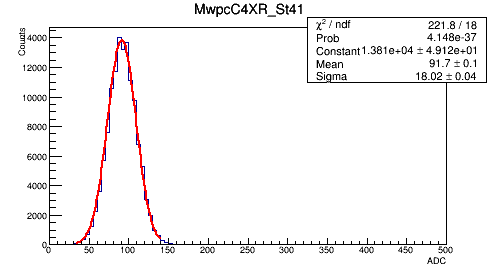 MwpcC4XR_St41
χ² / ndf 221.8 / 18
Prob 4.148e-37
Constant 1.381e+04 ± 4.912e+01
Mean 91.7 ± 0.1
Sigma 18.02 ± 0.04
Counts
14000
12000
10000
8000
6000
4000
2000
0
0 50 100 150 200 250 300 350 400 450 500
ADC